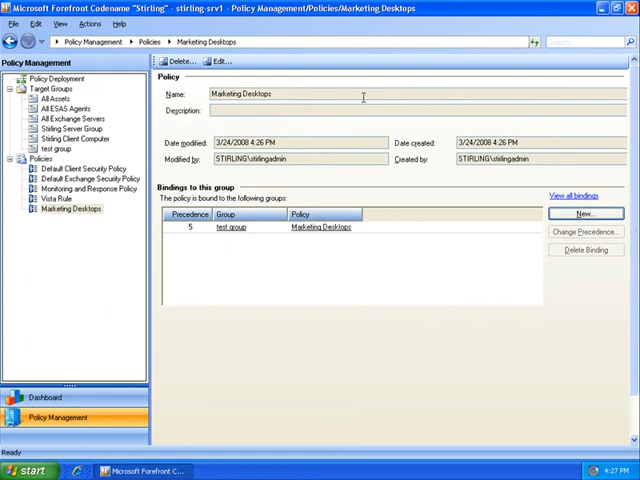 Microsoft Forefront Codename "Stirling" - stirling-srv1 - Policy Management/Policies/Marketing Desktops
File Edit View Actions Help
Policy Management Policies Marketing Desktops Search
Policy Management
Policy Deployment
Target Groups
All Assets
All ESAS Agents
All Exchange Servers
Stirling Server Group
Stirling Client Computer
test group
Policies
Default Client Security Policy
Default Exchange Security Policy
Monitoring and Response Policy
Vista Rule
Marketing Desktops
Dashboard
Policy Management
Delete... Edit...
Policy
Name: Marketing Desktops
Description:
Date modified: 3/24/2008 4:26 PM Date created: 3/24/2008 4:26 PM
Modified by: STIRLING\stirlingadmin Created by: STIRLING\stirlingadmin
Bindings to this group
The policy is bound to the following groups: View all bindings
Precedence Group Policy
5 test group Marketing Desktops
New...
Change Precedence...
Delete Binding
Ready
start Microsoft Forefront C... 4:27 PM